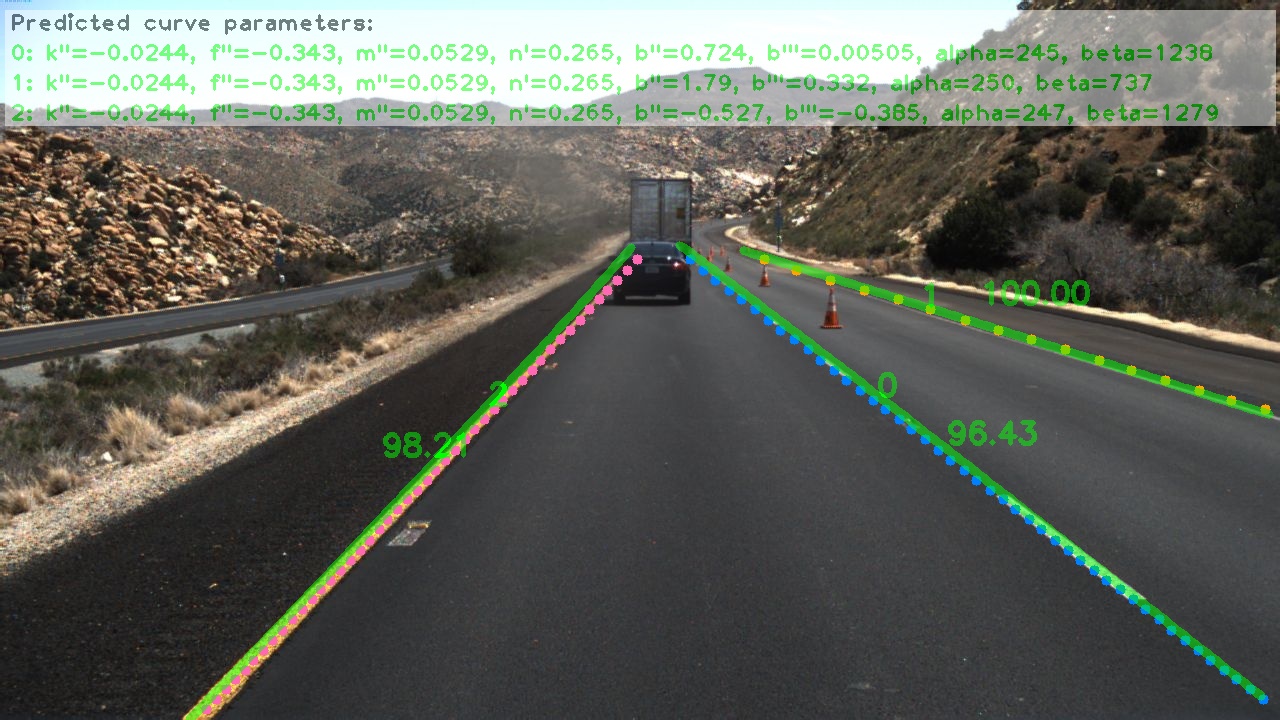 Predicted curve parameters:
0: k''=-0.0244, f''=-0.343, m''=0.0529, n'=0.265, b''=0.724, b'''=0.00505, alpha=245, beta=1238
1: k''=-0.0244, f''=-0.343, m''=0.0529, n'=0.265, b''=1.79, b'''=0.332, alpha=250, beta=737
2: k''=-0.0244, f''=-0.343, m''=0.0529, n'=0.265, b''=-0.527, b'''=-0.385, alpha=247, beta=1279
1 100.00
2
0
98.21
96.43